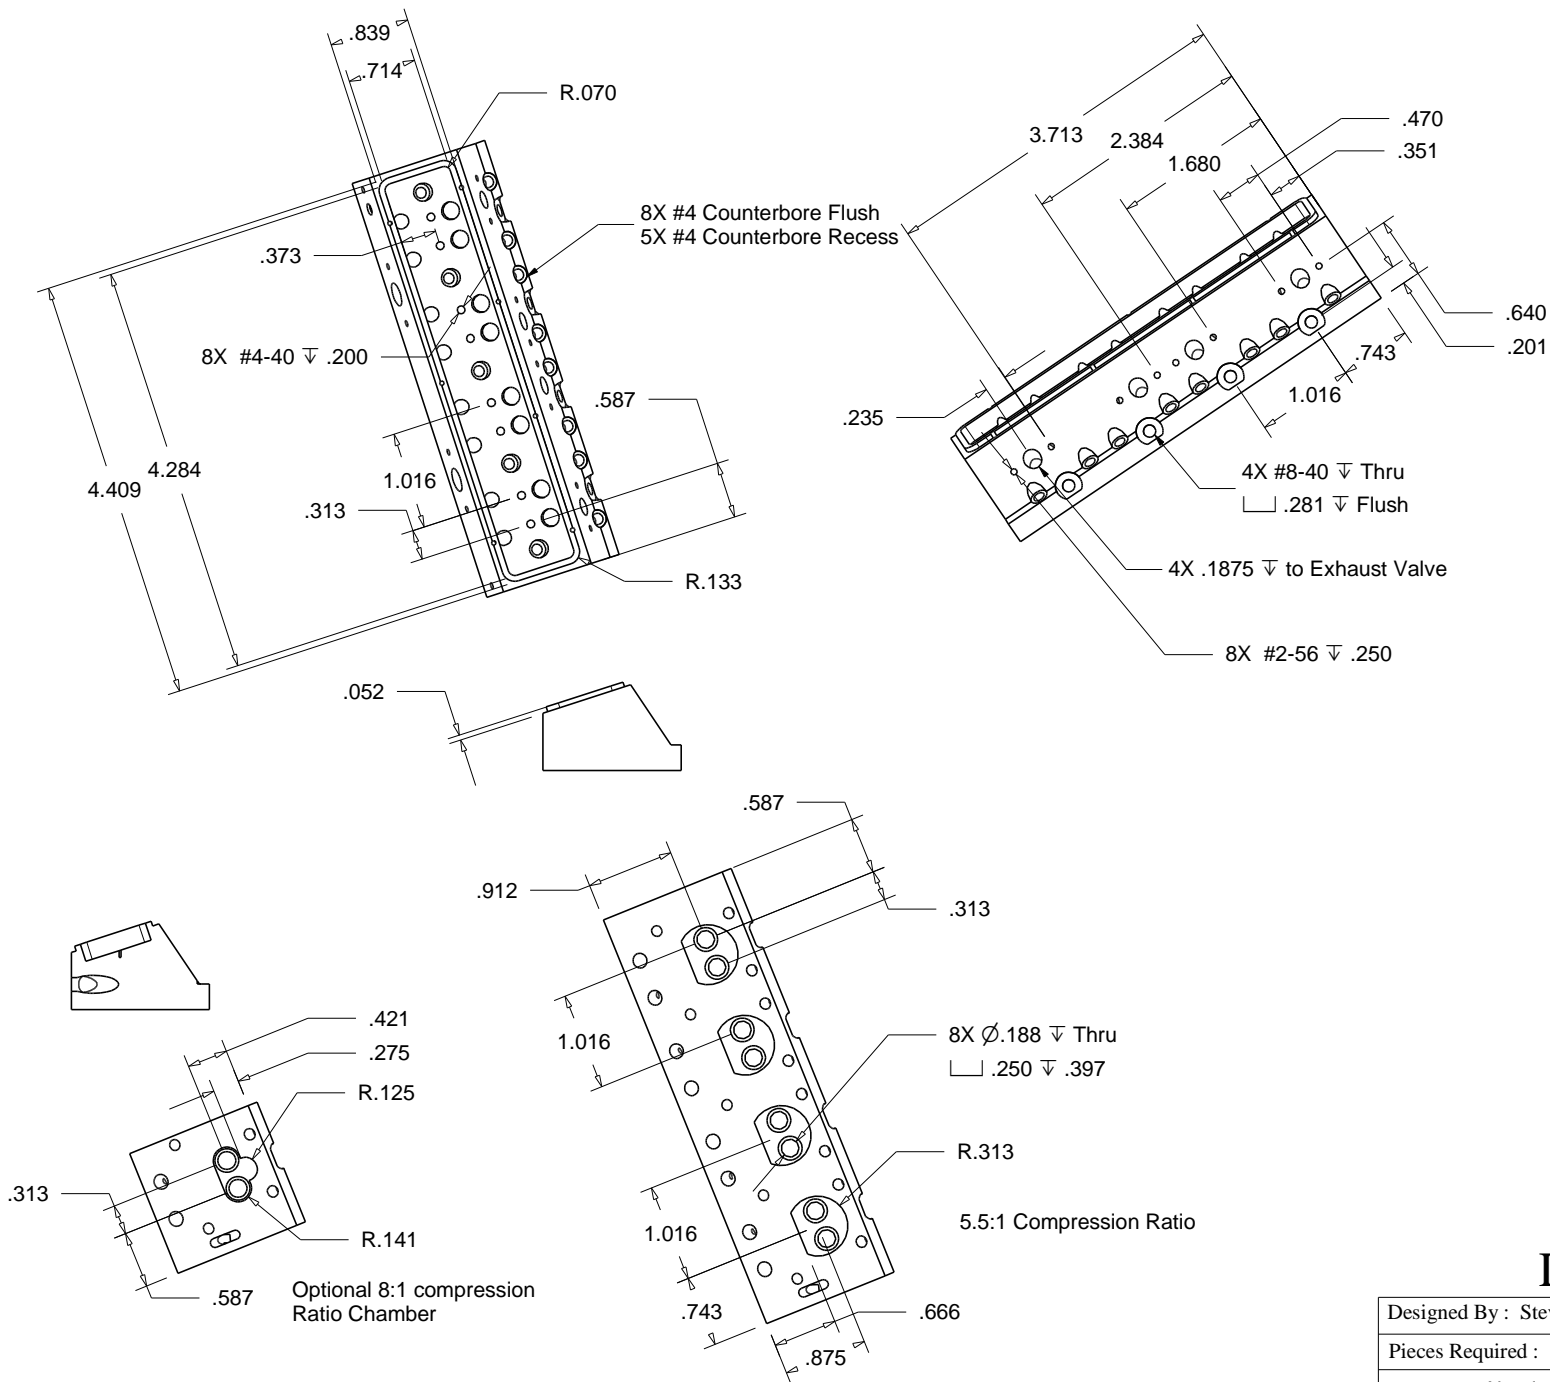 .839
.714
R.070
8X #4 Counterbore Flush
5X #4 Counterbore Recess
.373
8X #4-40 ↧ .200
.587
4.409
4.284
1.016
.313
R.133
3.713
2.384
1.680
.470
.351
.640
.201
.743
1.016
.235
4X #8-40 ↧ Thru
⌴ .281 ↧ Flush
4X .1875 ↧ to Exhaust Valve
8X #2-56 ↧ .250
.052
.587
.912
.313
1.016
8X Ø.188 ↧ Thru
⌴ .250 ↧ .397
R.313
1.016
5.5:1 Compression Ratio
.743
.666
.875
.421
.275
R.125
.313
R.141
.587
Optional 8:1 compression
Ratio Chamber
Designed By :
Pieces Required :